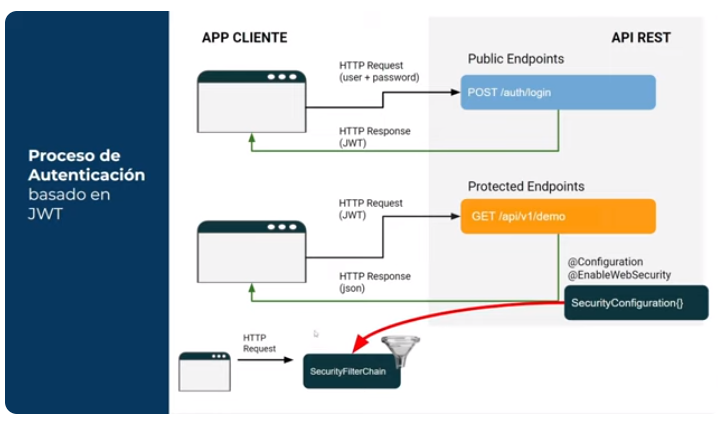 Proceso de
Autenticación
basado en
JWT
APP CLIENTE
API REST
HTTP Request
(user + password)
Public Endpoints
POST /auth/login
HTTP Response
(JWT)
HTTP Request
(JWT)
Protected Endpoints
GET /api/v1/demo
HTTP Response
(json)
@Configuration
@EnableWebSecurity
SecurityConfiguration{}
HTTP
Request
SecurityFilterChain